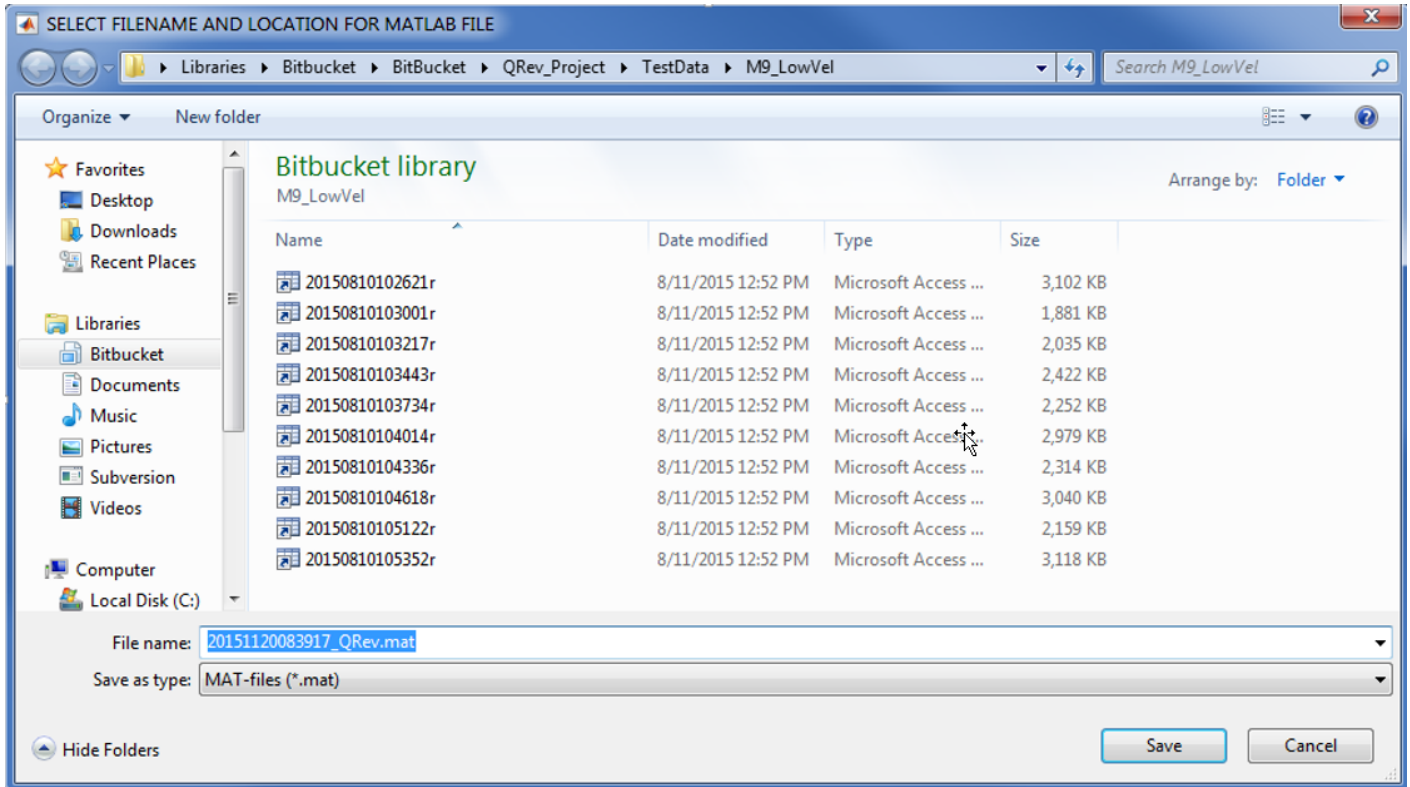 SELECT FILENAME AND LOCATION FOR MATLAB FILE
Libraries Bitbucket BitBucket QRev_Project TestData M9_LowVel Search M9_LowVel
Organize New folder
Favorites
Desktop
Downloads
Recent Places
Libraries
Bitbucket
Documents
Music
Pictures
Subversion
Videos
Computer
Local Disk (C:)
Bitbucket library
M9_LowVel
Arrange by: Folder
Name Date modified Type Size
20150810102621r 8/11/2015 12:52 PM Microsoft Access ... 3,102 KB
20150810103001r 8/11/2015 12:52 PM Microsoft Access ... 1,881 KB
20150810103217r 8/11/2015 12:52 PM Microsoft Access ... 2,035 KB
20150810103443r 8/11/2015 12:52 PM Microsoft Access ... 2,422 KB
20150810103734r 8/11/2015 12:52 PM Microsoft Access ... 2,252 KB
20150810104014r 8/11/2015 12:52 PM Microsoft Access ... 2,979 KB
20150810104336r 8/11/2015 12:52 PM Microsoft Access ... 2,314 KB
20150810104618r 8/11/2015 12:52 PM Microsoft Access ... 3,040 KB
20150810105122r 8/11/2015 12:52 PM Microsoft Access ... 2,159 KB
20150810105352r 8/11/2015 12:52 PM Microsoft Access ... 3,118 KB
File name: 20151120083917_QRev.mat
Save as type: MAT-files (*.mat)
Hide Folders Save Cancel